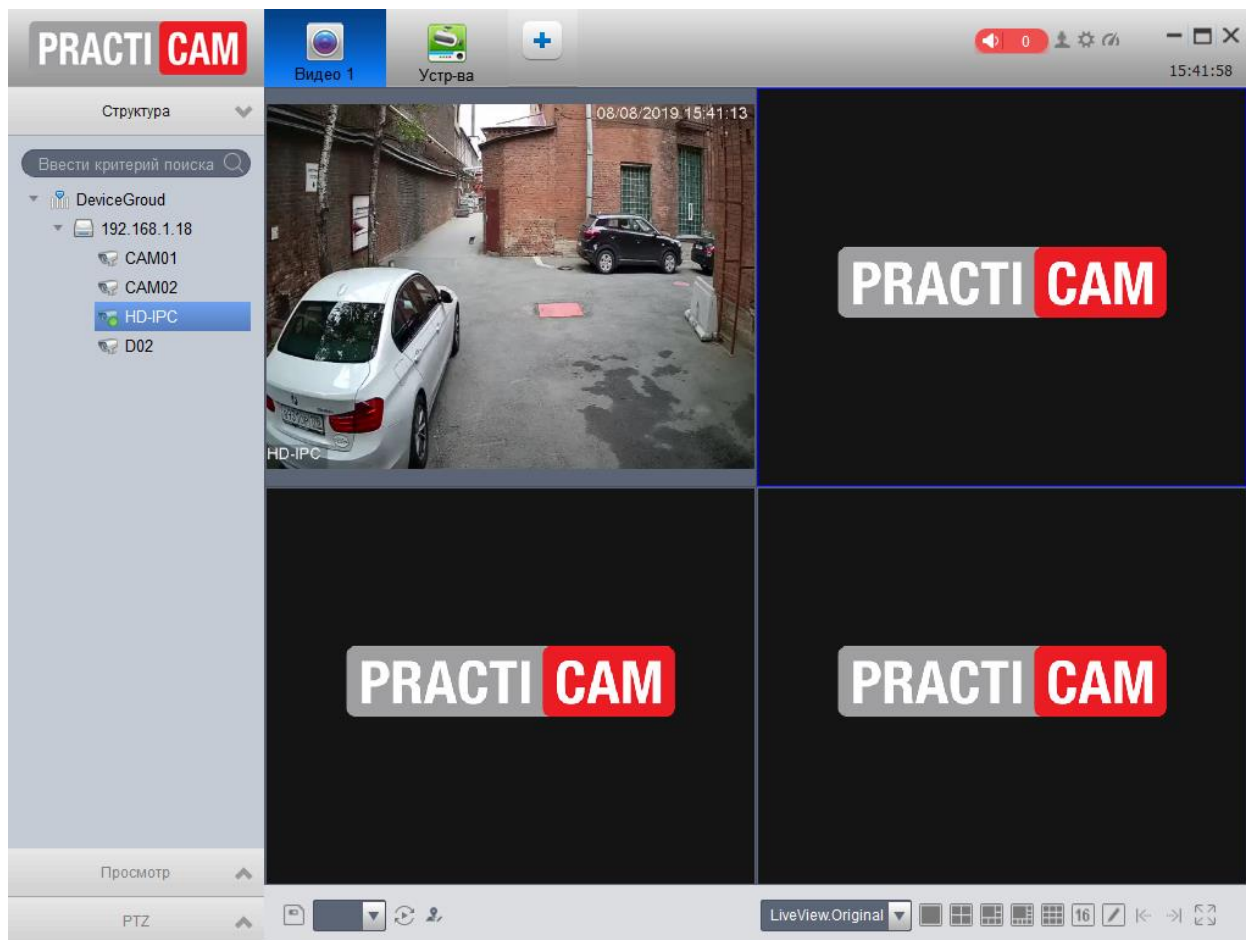 PRACTI CAM
Видео 1
Устр-ва
0
15:41:58
Структура
Ввести критерий поиска
DeviceGroud
192.168.1.18
CAM01
CAM02
HD-IPC
D02
08/08/2019 15:41:13
HD-IPC
PRACTI CAM
PRACTI CAM
PRACTI CAM
Просмотр
PTZ
LiveView.Original
16